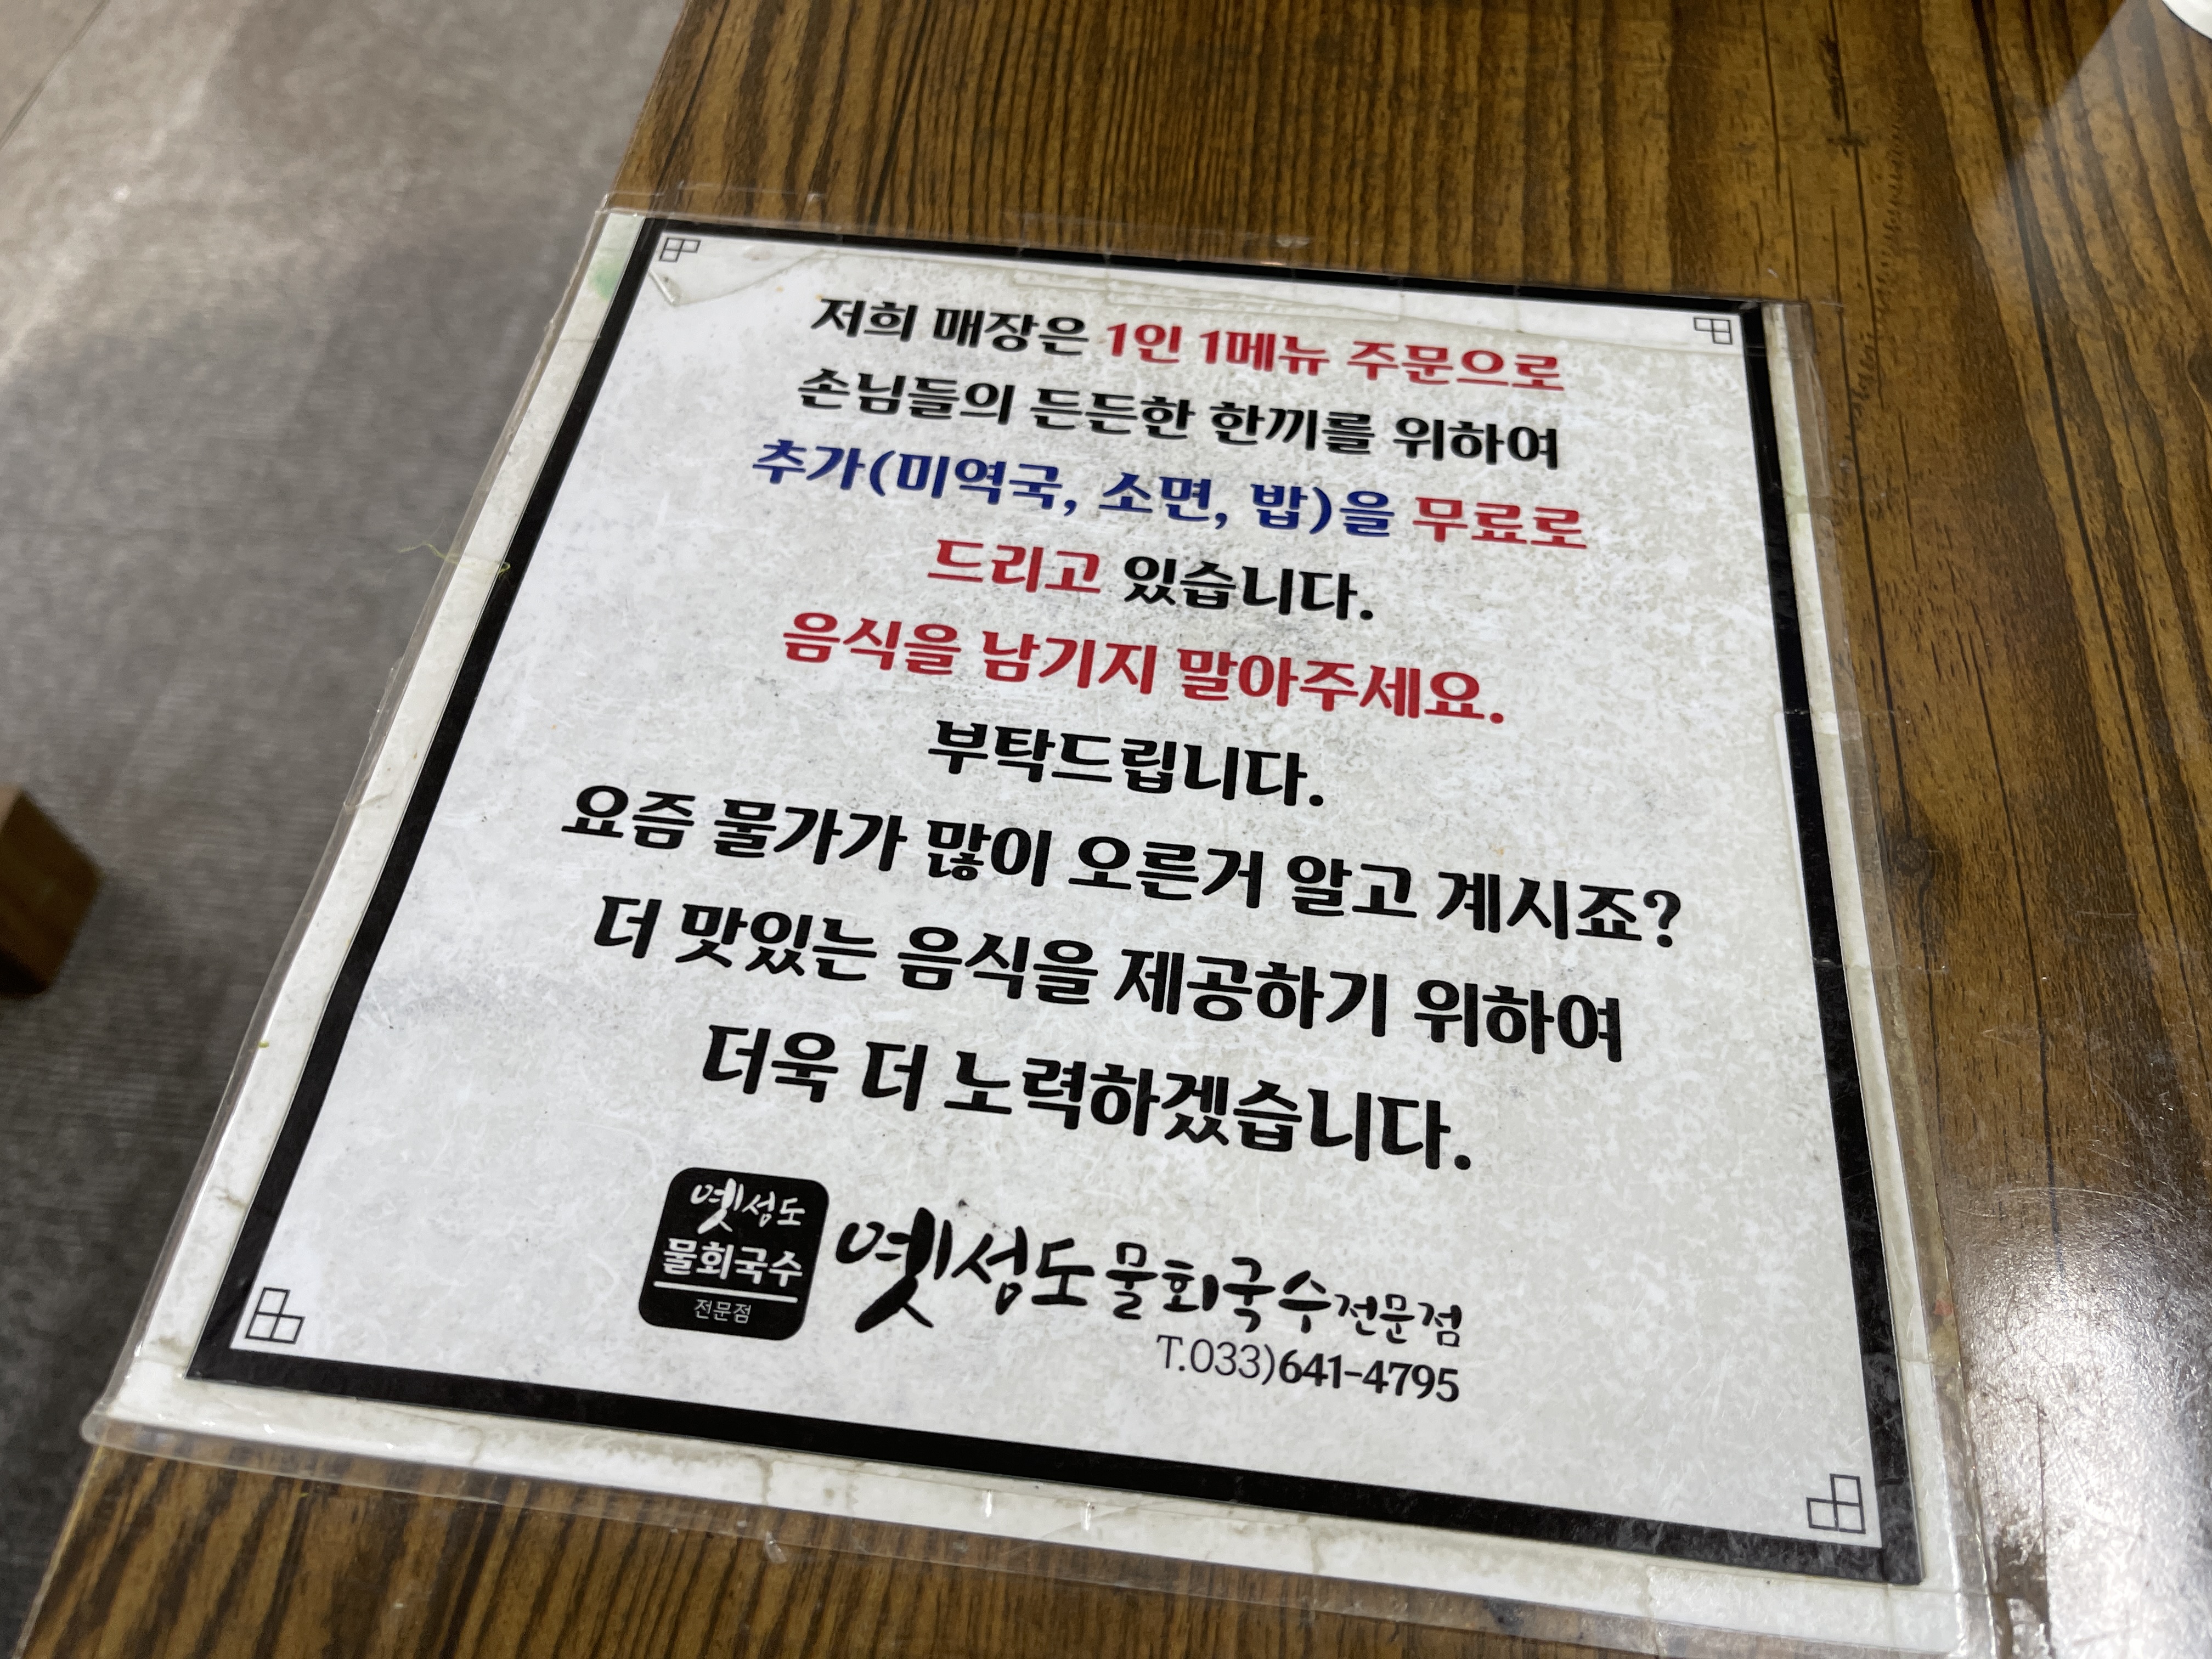 저희 매장은 1인 1메뉴 주문으로
손님들의 든든한 한끼를 위하여
추가(미역국, 소면, 밥)을 무료로
드리고 있습니다.
음식을 남기지 말아주세요.
부탁드립니다.
요즘 물가가 많이 오른거 알고 계시죠?
더 맛있는 음식을 제공하기 위하여
더욱 더 노력하겠습니다.
옛섬도
물회국수
전문점
옛섬도물회국수전문점
T.033)641-4795